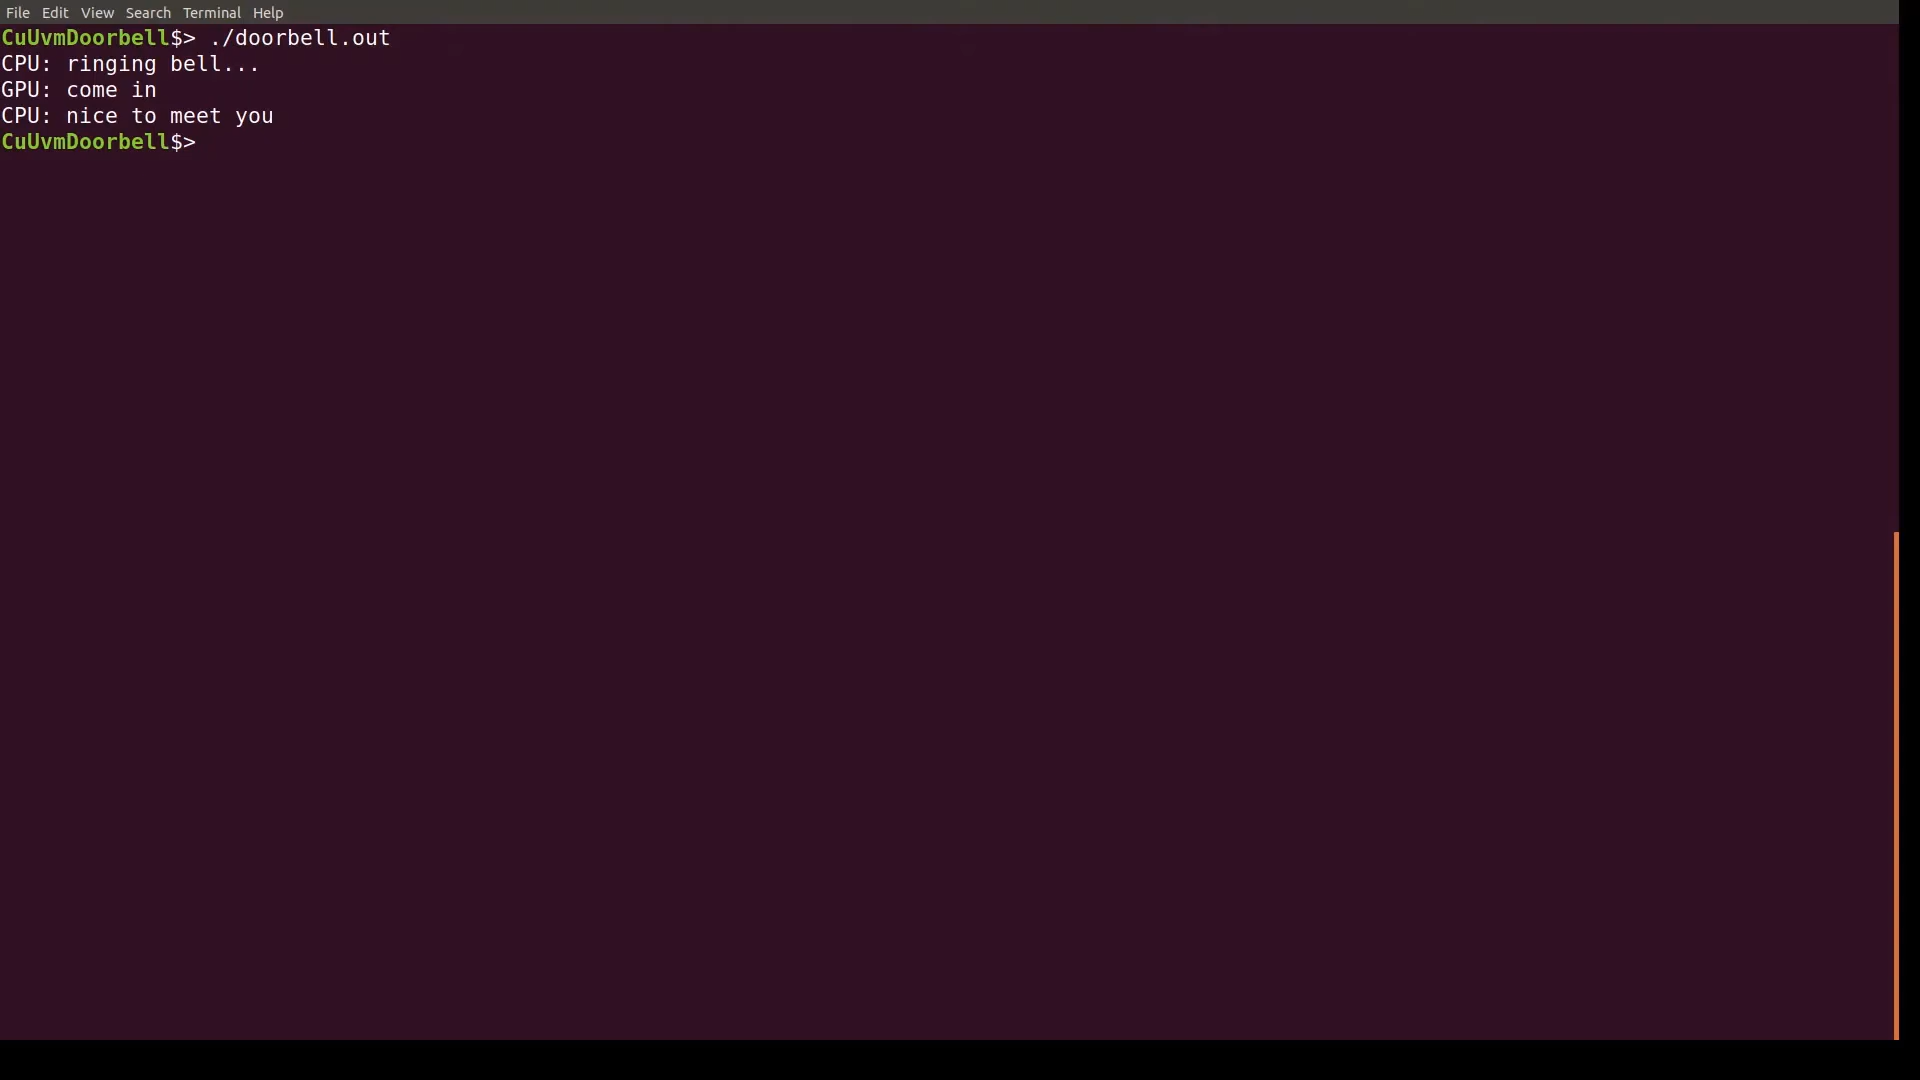 File Edit View Search Terminal Help
CuUvmDoorbell$> ./doorbell.out
CPU: ringing bell...
GPU: come in
CPU: nice to meet you
CuUvmDoorbell$>